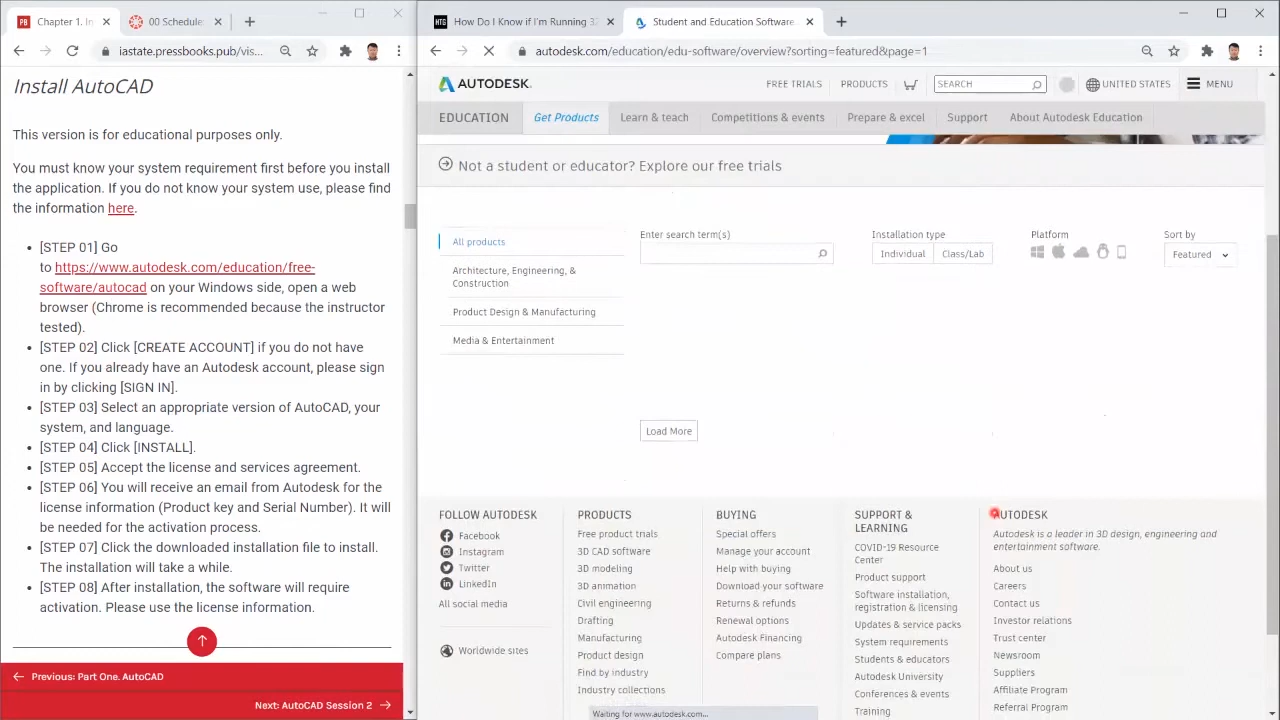 Chapter 1. In
00 Schedule
iastate.pressbooks.pub/vis...
Install AutoCAD
This version is for educational purposes only.
You must know your system requirement first before you install
the application. If you do not know your system use, please find
the information here.
[STEP 01] Go
to https://www.autodesk.com/education/free-
software/autocad on your Windows side, open a web
browser (Chrome is recommended because the instructor
tested).
[STEP 02] Click [CREATE ACCOUNT] if you do not have
one. If you already have an Autodesk account, please sign
in by clicking [SIGN IN].
[STEP 03] Select an appropriate version of AutoCAD, your
system, and language.
[STEP 04] Click [INSTALL].
[STEP 05] Accept the license and services agreement.
[STEP 06] You will receive an email from Autodesk for the
license information (Product key and Serial Number). It will
be needed for the activation process.
[STEP 07] Click the downloaded installation file to install.
The installation will take a while.
[STEP 08] After installation, the software will require
activation. Please use the license information.
Previous: Part One. AutoCAD
Next: AutoCAD Session 2
HTG
How Do I Know if I'm Running 32
Student and Education Software
autodesk.com/education/edu-software/overview?sorting=featured&page=1
AUTODESK.
FREE TRIALS
PRODUCTS
SEARCH
UNITED STATES
MENU
EDUCATION
Get Products
Learn & teach
Competitions & events
Prepare & excel
Support
About Autodesk Education
Not a student or educator? Explore our free trials
All products
Architecture, Engineering, &
Construction
Product Design & Manufacturing
Media & Entertainment
Enter search term(s)
Installation type
Individual
Class/Lab
Platform
Sort by
Featured
Load More
FOLLOW AUTODESK
Facebook
Instagram
Twitter
LinkedIn
All social media
Worldwide sites
PRODUCTS
Free product trials
3D CAD software
3D modeling
3D animation
Civil engineering
Drafting
Manufacturing
Product design
Find by industry
Industry collections
BUYING
Special offers
Manage your account
Help with buying
Download your software
Returns & refunds
Renewal options
Autodesk Financing
Compare plans
SUPPORT &
LEARNING
COVID-19 Resource
Center
Product support
Software installation,
registration & licensing
Updates & service packs
System requirements
Students & educators
Autodesk University
Conferences & events
Training
AUTODESK
Autodesk is a leader in 3D design, engineering and
entertainment software.
About us
Careers
Contact us
Investor relations
Trust center
Newsroom
Suppliers
Affiliate Program
Referral Program
Waiting for www.autodesk.com...